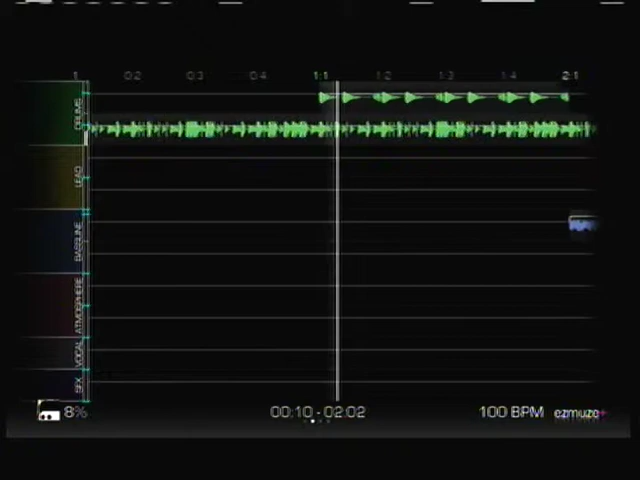 1 0:2 0:3 0:4 1:1 1:2 1:3 1:4 2:1
DRUMS
LEAD
BASSLINE
ATMOSPHERE
VOCAL
SFX
8% 00:10 - 02:02 100 BPM ezmuze+